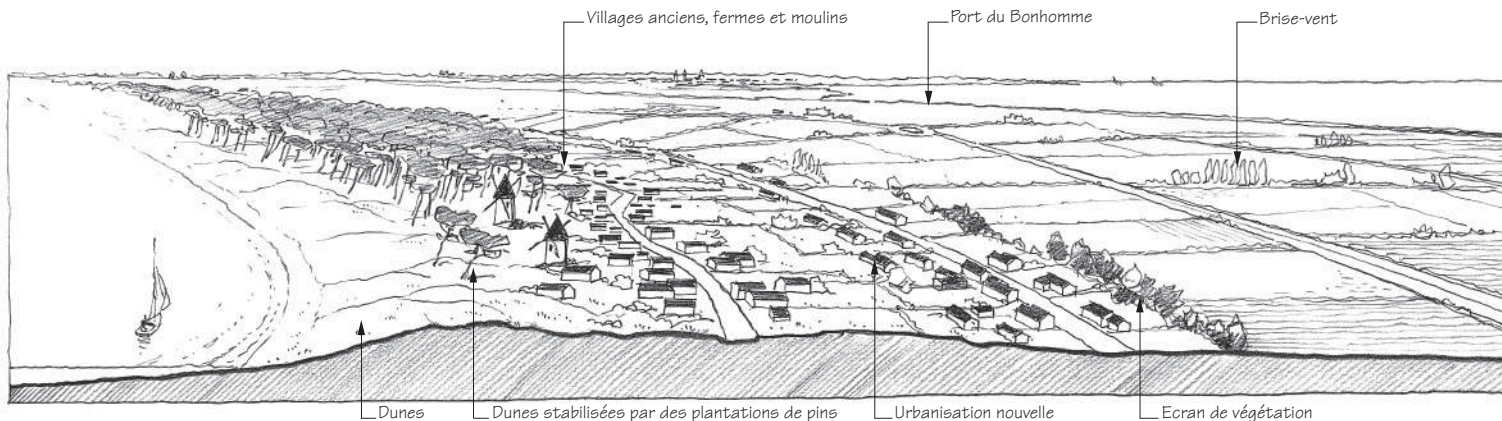 Villages anciens, fermes et moulins
Port du Bonhomme
Brise-vent
Dunes
Dunes stabilisées par des plantations de pins
Urbanisation nouvelle
Ecran de végétation